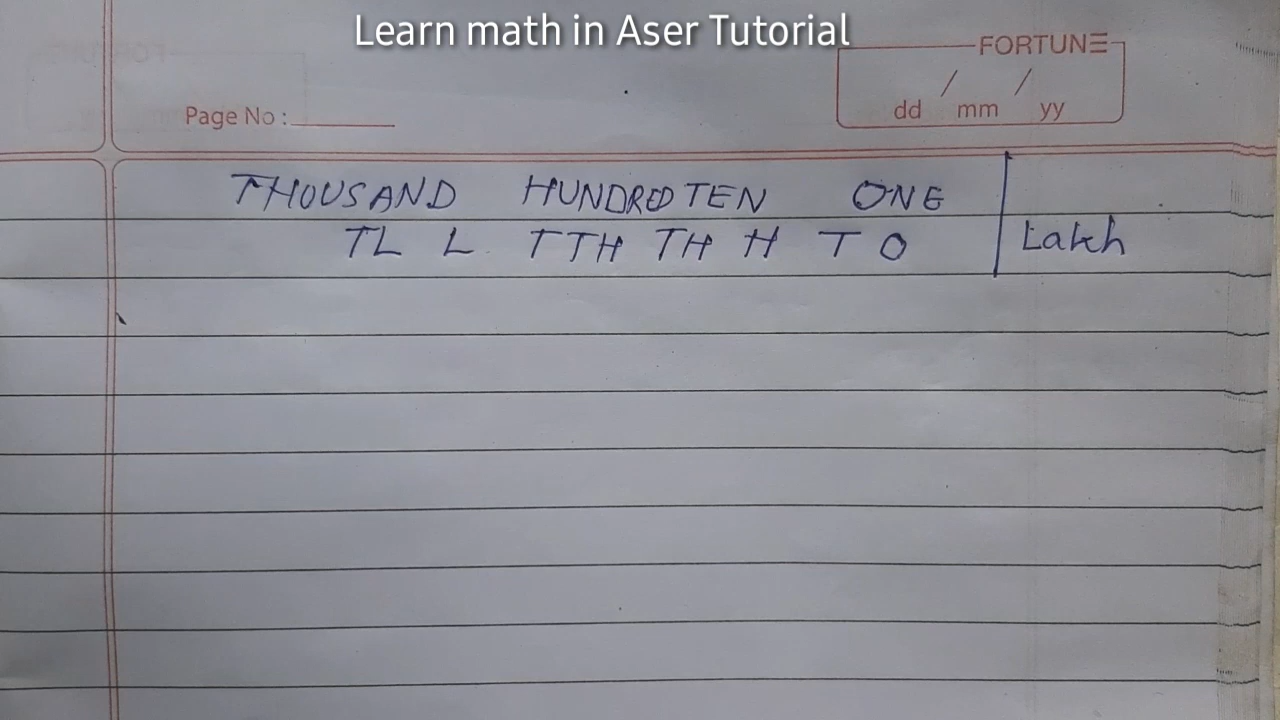 Learn math in Aser Tutorial
FORTUNE
Page No :
/ /
dd mm yy
THOUSAND HUNDRED TEN ONE
TL L TTH TH H T O Lakh